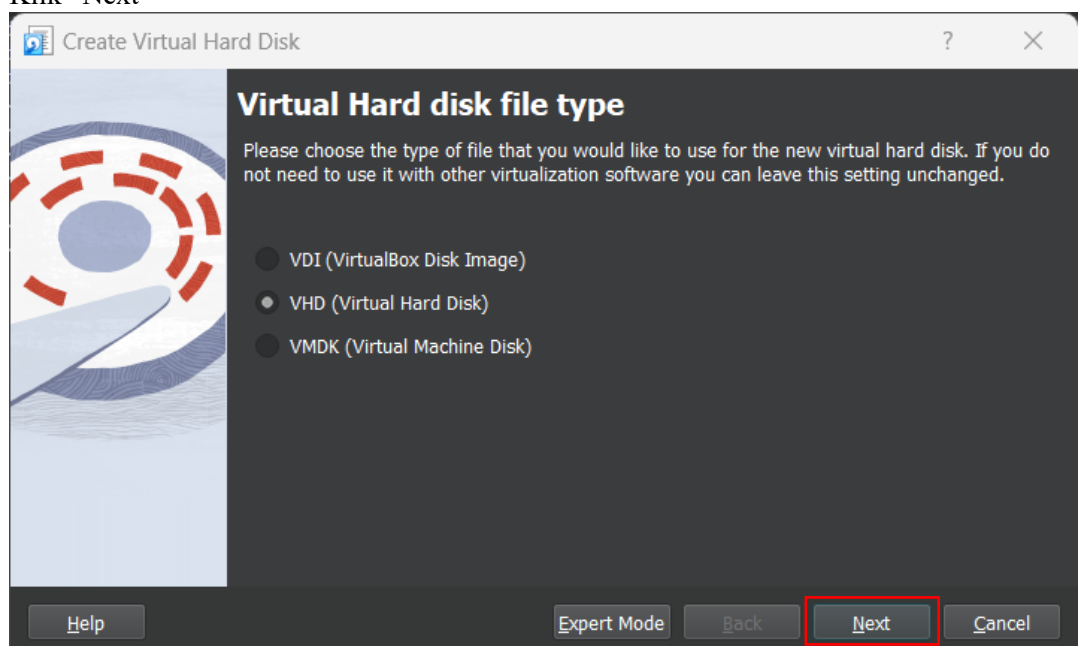 Klik "Next"
Create Virtual Hard Disk
Virtual Hard disk file type
Please choose the type of file that you would like to use for the new virtual hard disk. If you do
not need to use it with other virtualization software you can leave this setting unchanged.
VDI (VirtualBox Disk Image)
VHD (Virtual Hard Disk)
VMDK (Virtual Machine Disk)
Help Expert Mode Back Next Cancel